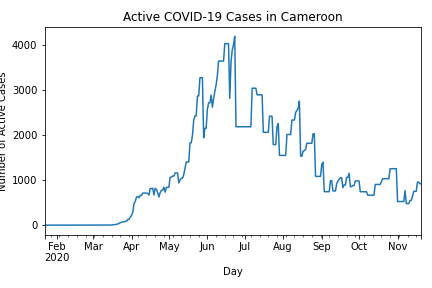 Active COVID-19 Cases in Cameroon
Number of Active Cases
4000
3000
2000
1000
0
Feb Mar Apr May Jun Jul Aug Sep Oct Nov
2020
Day